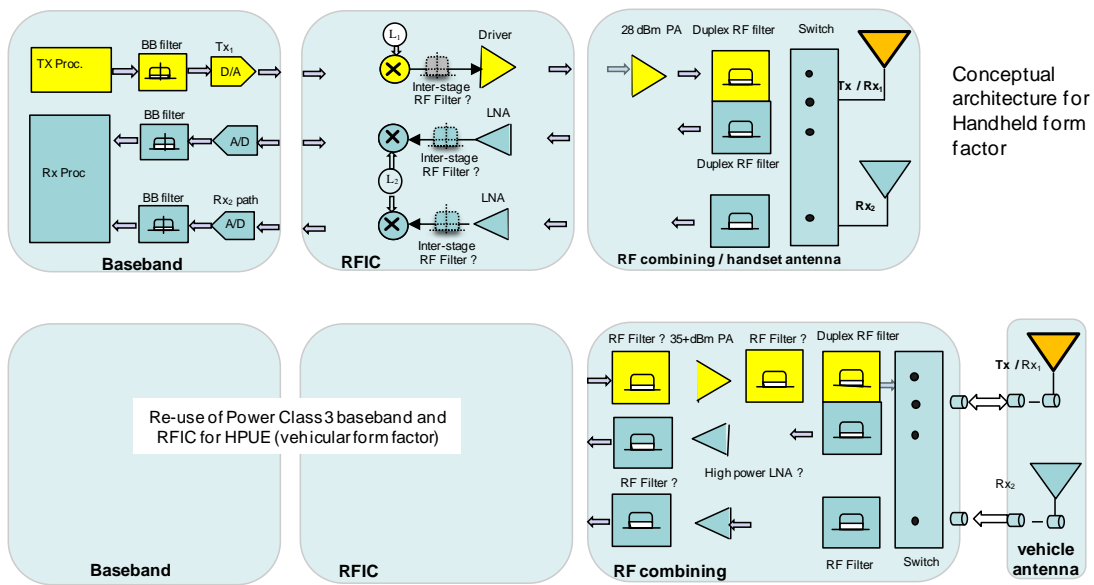 28 dBm PA
Duplex RF filter
Switch
BB filter
Tx1
L1
Driver
TX Proc.
D/A
Inter-stage
RF Filter ?
Tx / Rx1
Conceptual
architecture for
Handheld form
factor
BB filter
LNA
Rx Proc
A/D
Inter-stage
RF Filter ?
Duplex RF filter
L2
BB filter
Rx2 path
LNA
Rx2
A/D
Inter-stage
RF Filter ?
Baseband
RFIC
RF combining / handset antenna
RF Filter ?
35+dBm PA
RF Filter ?
Duplex RF filter
Tx / Rx1
Re-use of Power Class 3 baseband and
RFIC for HPUE (vehicular form factor)
RF Filter ?
High power LNA ?
Rx2
RF Filter
Switch
Baseband
RFIC
RF combining
vehicle
antenna